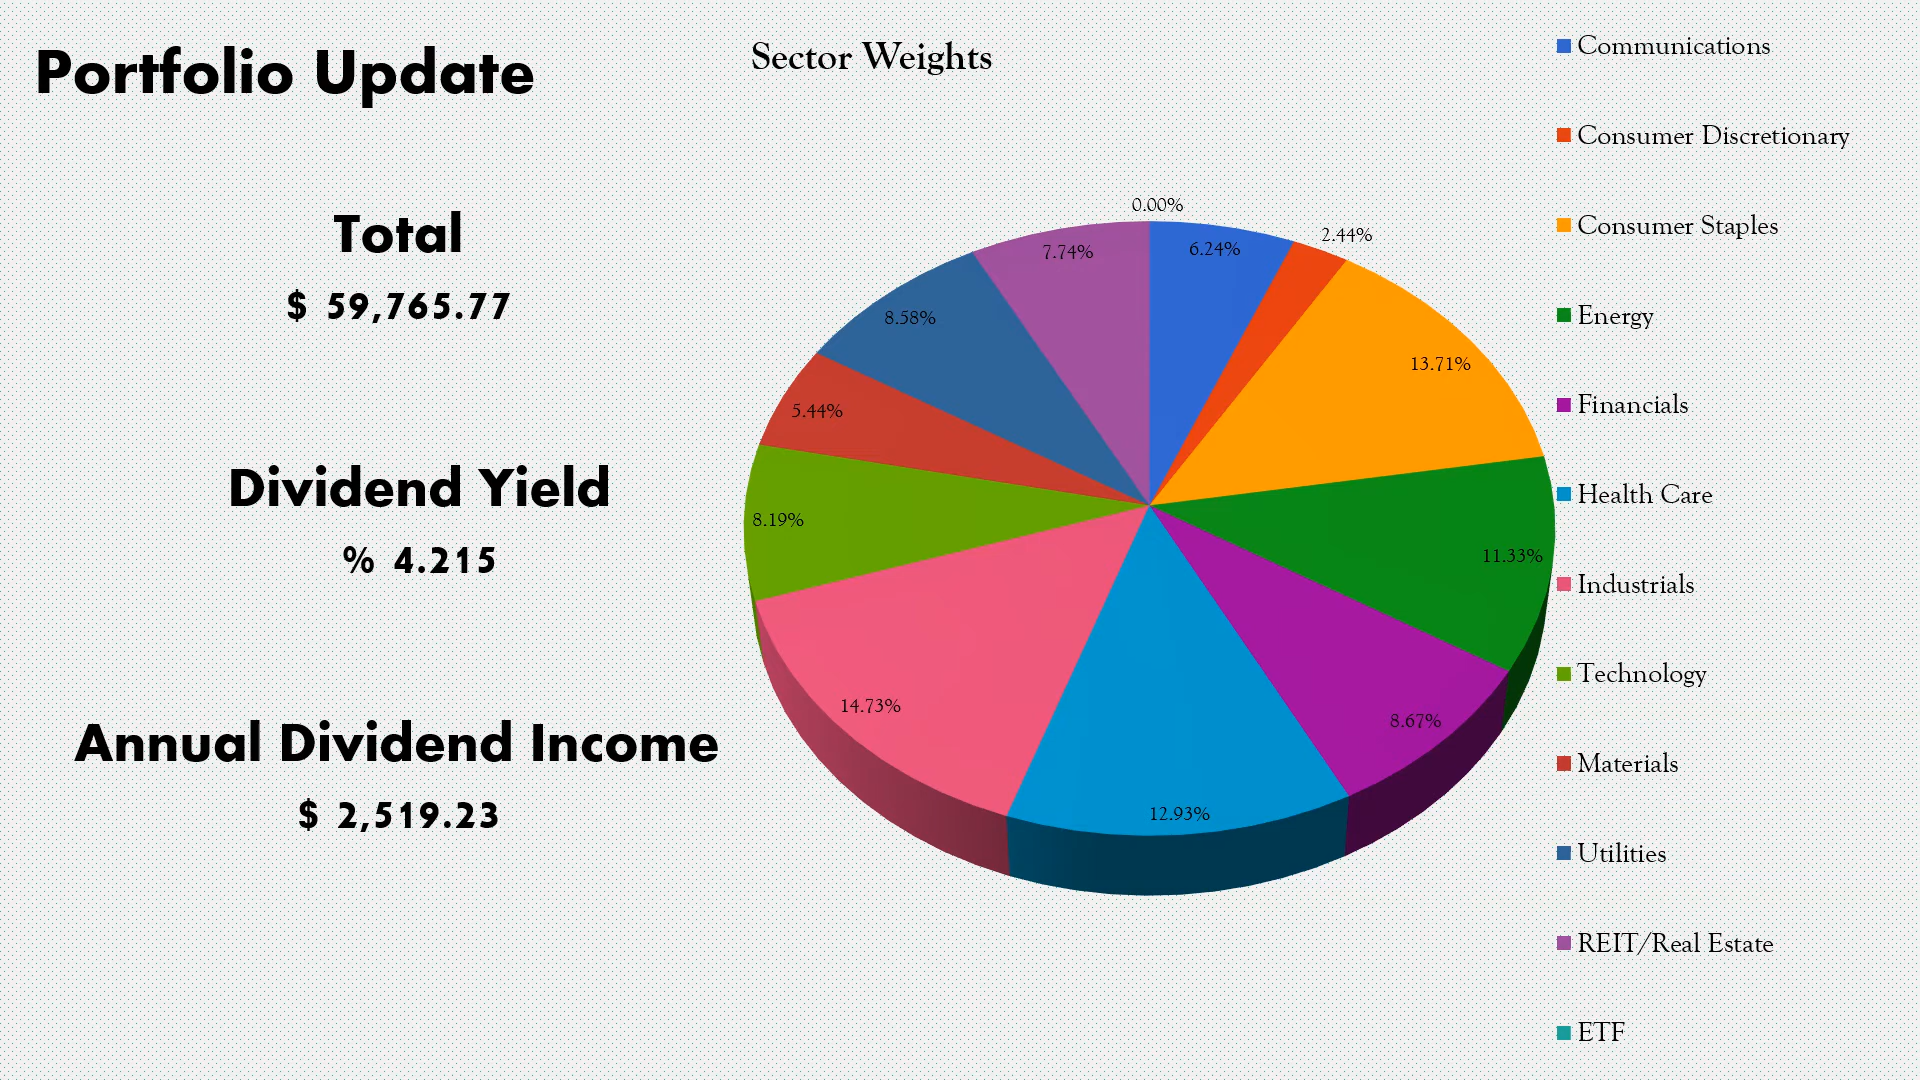 Portfolio Update
Total
$ 59,765.77
Dividend Yield
% 4.215
Annual Dividend Income
$ 2,519.23
Sector Weights
0.00%
6.24%
2.44%
13.71%
11.33%
8.67%
12.93%
14.73%
8.19%
5.44%
8.58%
7.74%
Communications
Consumer Discretionary
Consumer Staples
Energy
Financials
Health Care
Industrials
Technology
Materials
Utilities
REIT/Real Estate
ETF